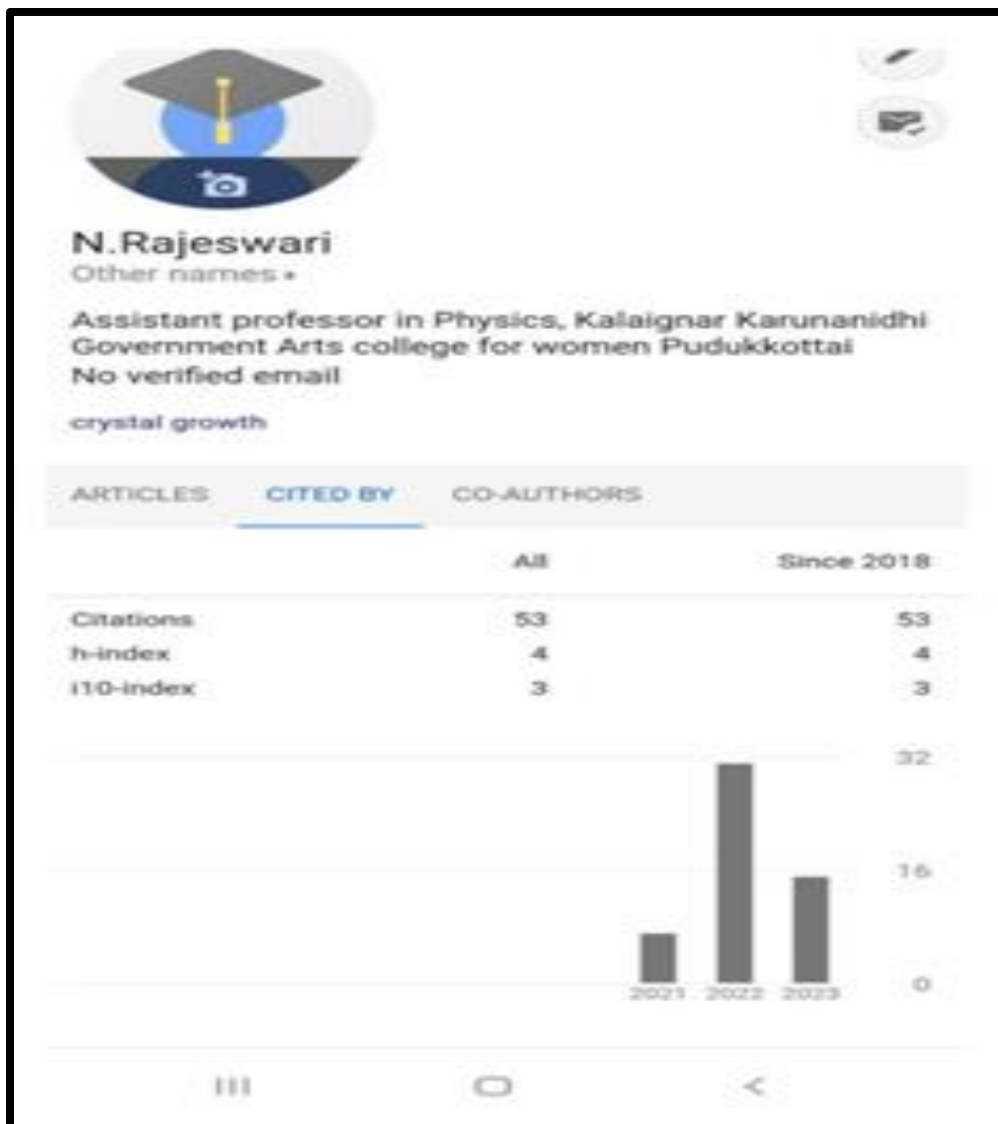 N.Rajeswari
Other names
Assistant professor in Physics, Kalaignar Karunanidhi
Government Arts college for women Pudukkottai
No verified email
crystal growth
ARTICLES CITED BY CO-AUTHORS
All Since 2018
Citations 53 53
h-index 4 4
i10-index 3 3
32
16
0
2021 2022 2023